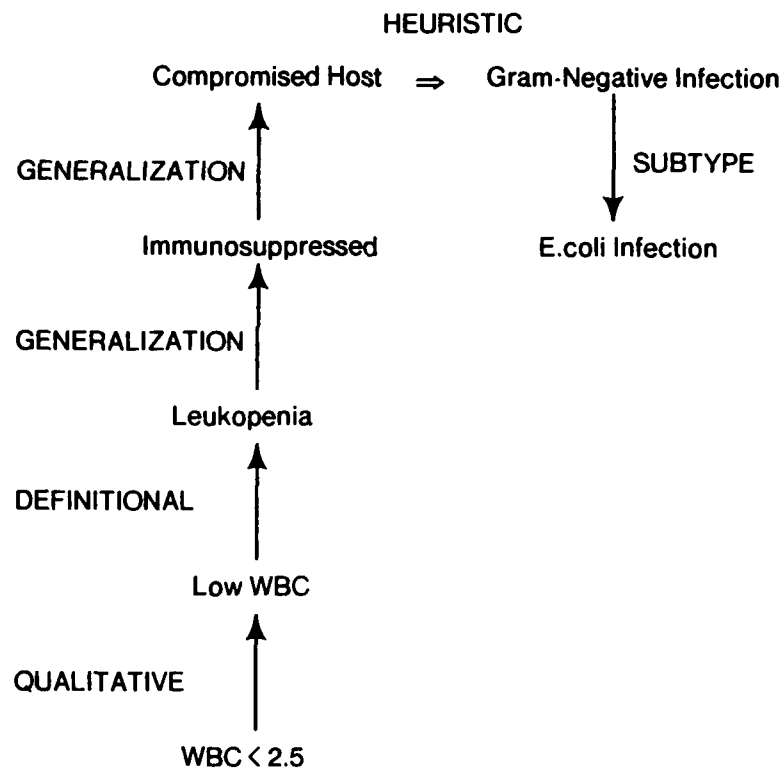 HEURISTIC
Compromised Host ⇒ Gram-Negative Infection
GENERALIZATION
SUBTYPE
Immunosuppressed
E.coli Infection
GENERALIZATION
Leukopenia
DEFINITIONAL
Low WBC
QUALITATIVE
WBC < 2.5